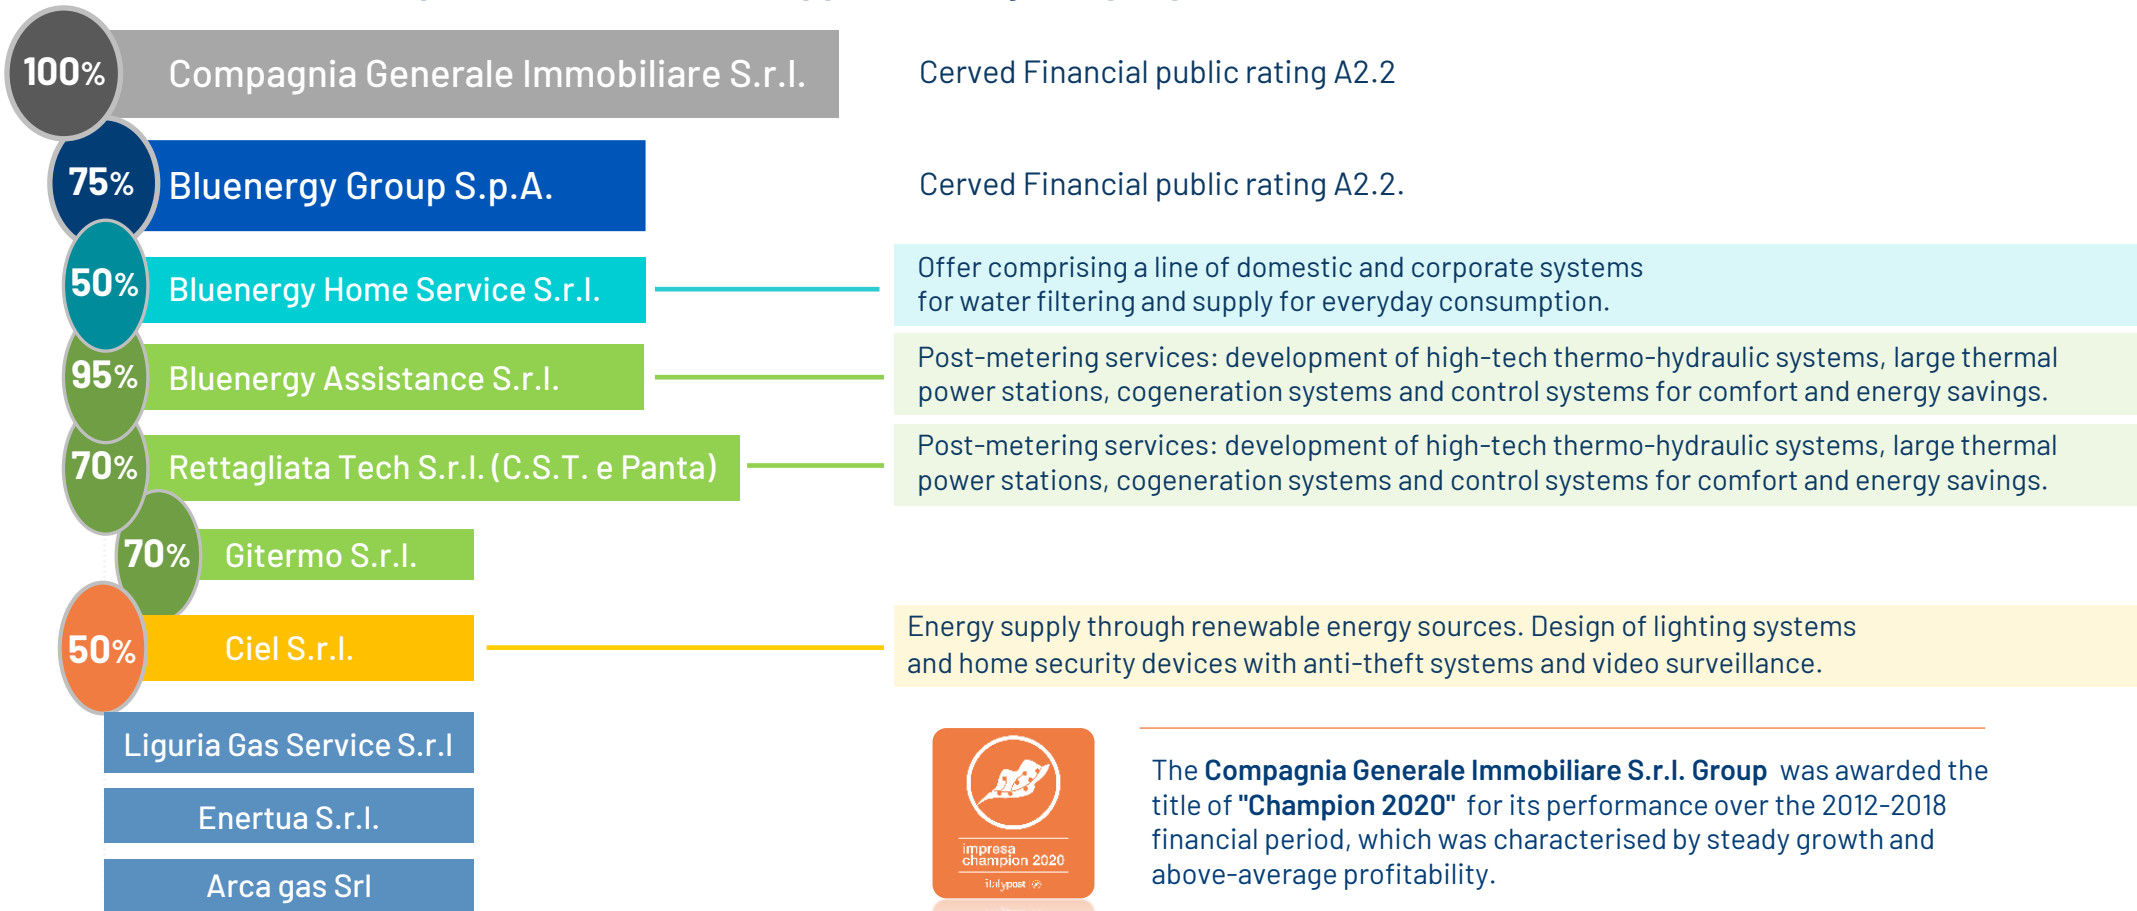 100% Compagnia Generale Immobiliare S.r.l. Cerved Financial public rating A2.2
75% Bluenergy Group S.p.A. Cerved Financial public rating A2.2.
50% Bluenergy Home Service S.r.l.
Offer comprising a line of domestic and corporate systems
for water filtering and supply for everyday consumption.
95% Bluenergy Assistance S.r.l.
Post-metering services: development of high-tech thermo-hydraulic systems, large thermal
power stations, cogeneration systems and control systems for comfort and energy savings.
70% Rettagliata Tech S.r.l. (C.S.T. e Panta)
Post-metering services: development of high-tech thermo-hydraulic systems, large thermal
power stations, cogeneration systems and control systems for comfort and energy savings.
70% Gitermo S.r.l.
50% Ciel S.r.l.
Energy supply through renewable energy sources. Design of lighting systems
and home security devices with anti-theft systems and video surveillance.
Liguria Gas Service S.r.l
Enertua S.r.l.
Arca gas Srl
impresa
champion 2020
italypost
The Compagnia Generale Immobiliare S.r.l. Group was awarded the
title of "Champion 2020" for its performance over the 2012-2018
financial period, which was characterised by steady growth and
above-average profitability.